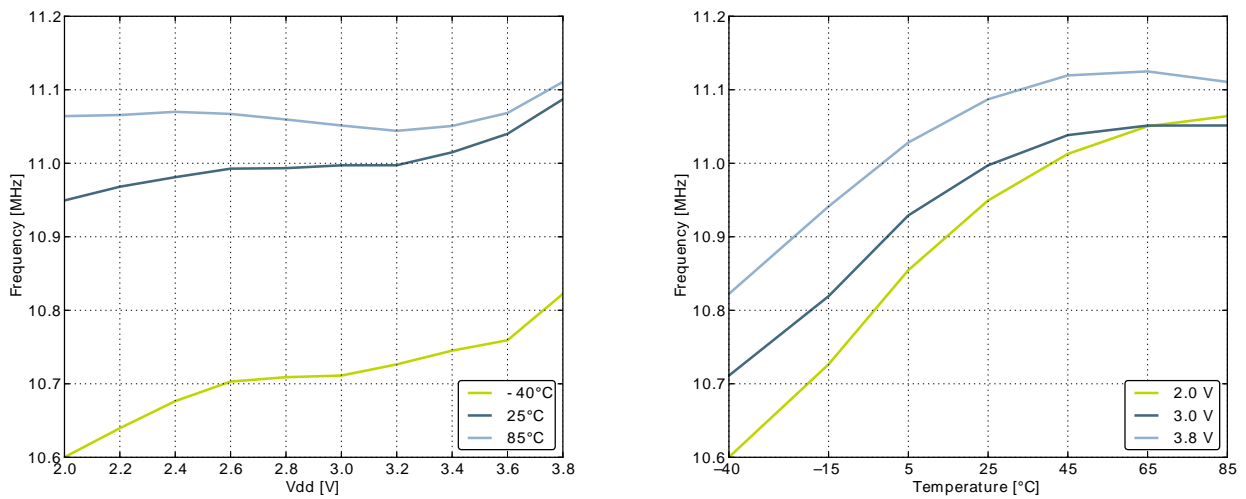 11.2
11.1
11.0
10.9
10.8
10.7
10.6
Frequency [MHz]
2.0 2.2 2.4 2.6 2.8 3.0 3.2 3.4 3.6 3.8
Vdd [V]
- 40°C
25°C
85°C
11.2
11.1
11.0
10.9
10.8
10.7
10.6
Frequency [MHz]
–40 –15 5 25 45 65 85
Temperature [°C]
2.0 V
3.0 V
3.8 V